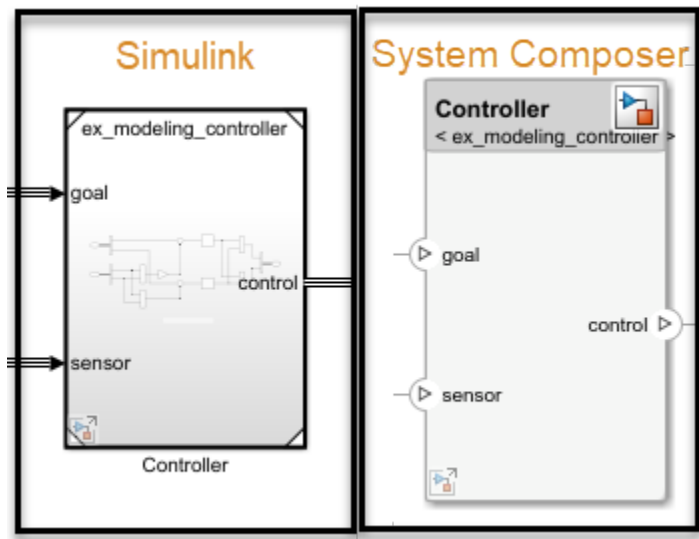 Simulink
ex_modeling_controller
goal
control
sensor
Controller
System Composer
Controller
< ex_modeling_controller >
goal
control
sensor